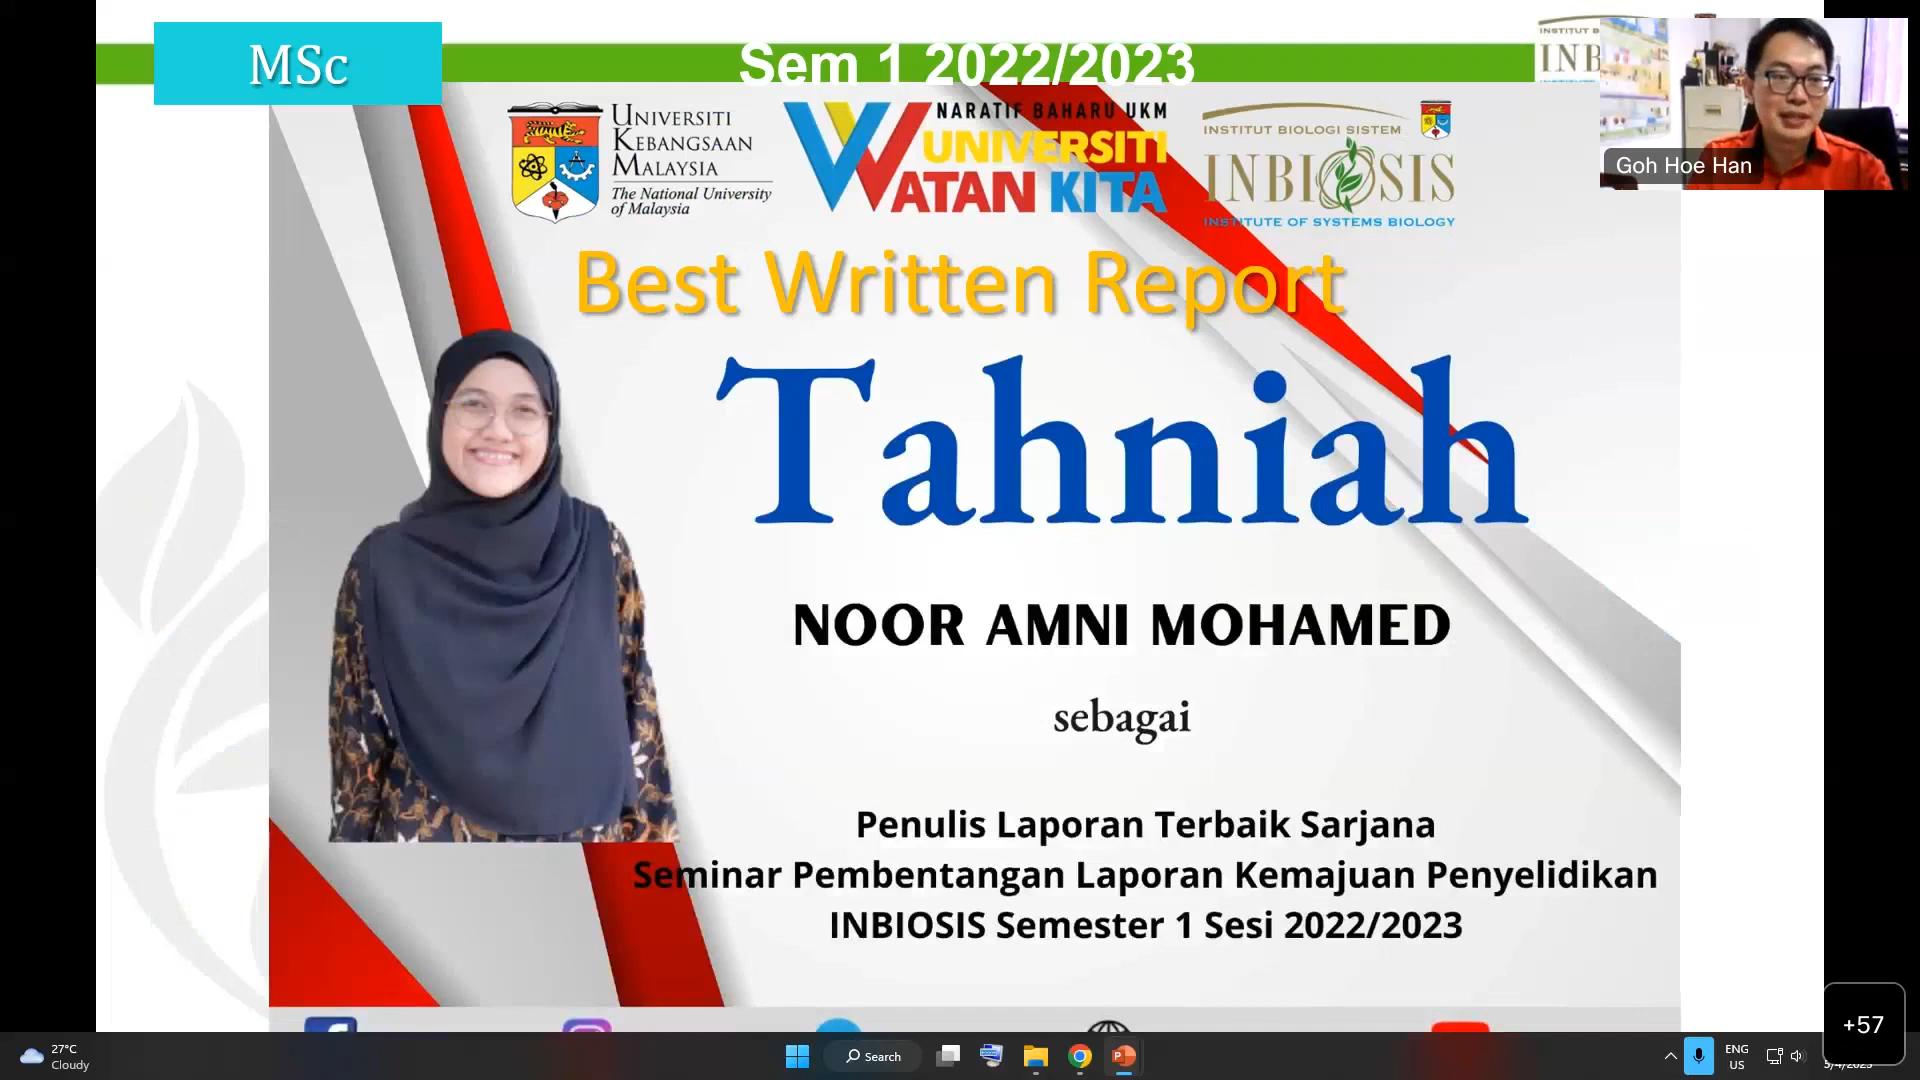 MSc
Sem 1 2022/2023
INSTITUT B
INB
UNIVERSITI
KEBANGSAAN
MALAYSIA
The National University
of Malaysia
NARATIF BAHARU UKM
UNIVERSITI
WATAN KITA
INSTITUT BIOLOGI SISTEM
INBIOSIS
INSTITUTE OF SYSTEMS BIOLOGY
Goh Hoe Han
Best Written Report
Tahniah
NOOR AMNI MOHAMED
sebagai
Penulis Laporan Terbaik Sarjana
Seminar Pembentangan Laporan Kemajuan Penyelidikan
INBIOSIS Semester 1 Sesi 2022/2023
+57
27°C
Cloudy
Search
ENG
US